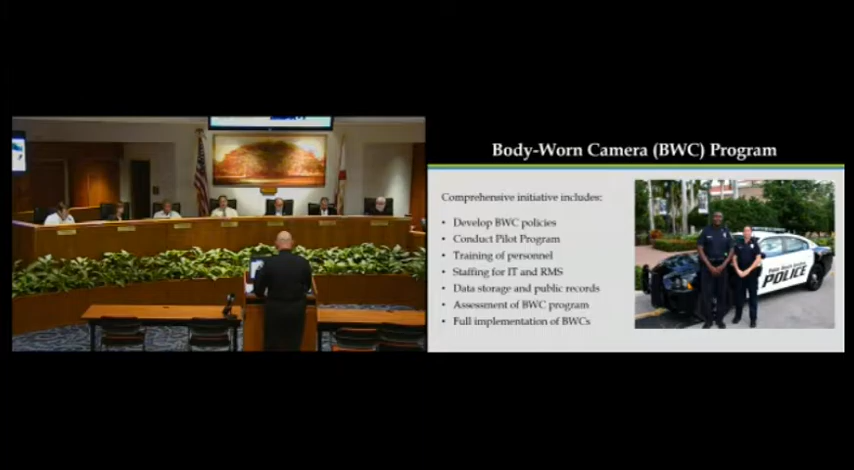 Body-Worn Camera (BWC) Program
Comprehensive initiative includes:
• Develop BWC policies
• Conduct Pilot Program
• Training of personnel
• Staffing for IT and RMS
• Data storage and public records
• Assessment of BWC program
• Full implementation of BWCs
POLICE